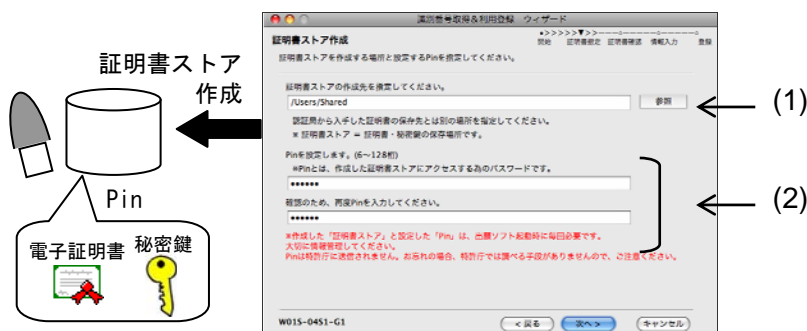 証明書ストア
作成
Pin
電子証明書 秘密鍵
識別番号取得&利用登録 ウィザード
証明書ストア作成
•>>>>>▼>>
開始 証明書設定 証明書確認 情報入力 登録
証明書ストアを作成する場所と設定するPinを指定してください。
証明書ストアの作成先を指定してください。
/Users/Shared 参照
認証局から入手した証明書の保存先とは別の場所を指定してください。
※ 証明書ストア = 証明書・秘密鍵の保存場所です。
Pinを設定します。(6~128桁)
※Pinとは、作成した証明書ストアにアクセスする為のパスワードです。
••••••
確認のため、再度Pinを入力してください。
••••••
※作成した「証明書ストア」と設定した「Pin」は、出願ソフト起動時に毎回必要です。
大切に情報管理してください。
Pinは特許庁に送信されません。お忘れの場合、特許庁では調べる手段がありませんので、ご注意ください。
W01S-04S1-G1 < 戻る 次へ > キャンセル
(1)
(2)